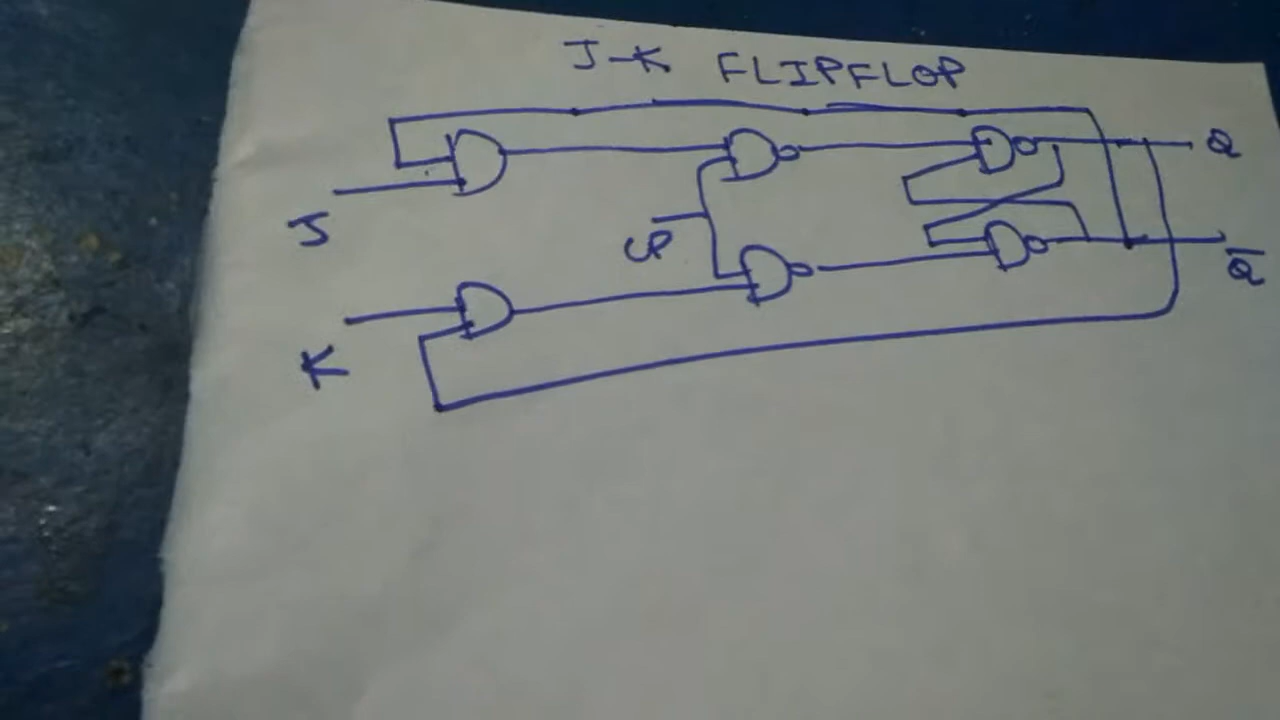 J-K FLIPFLOP
Q
J
CP
Q̅
K